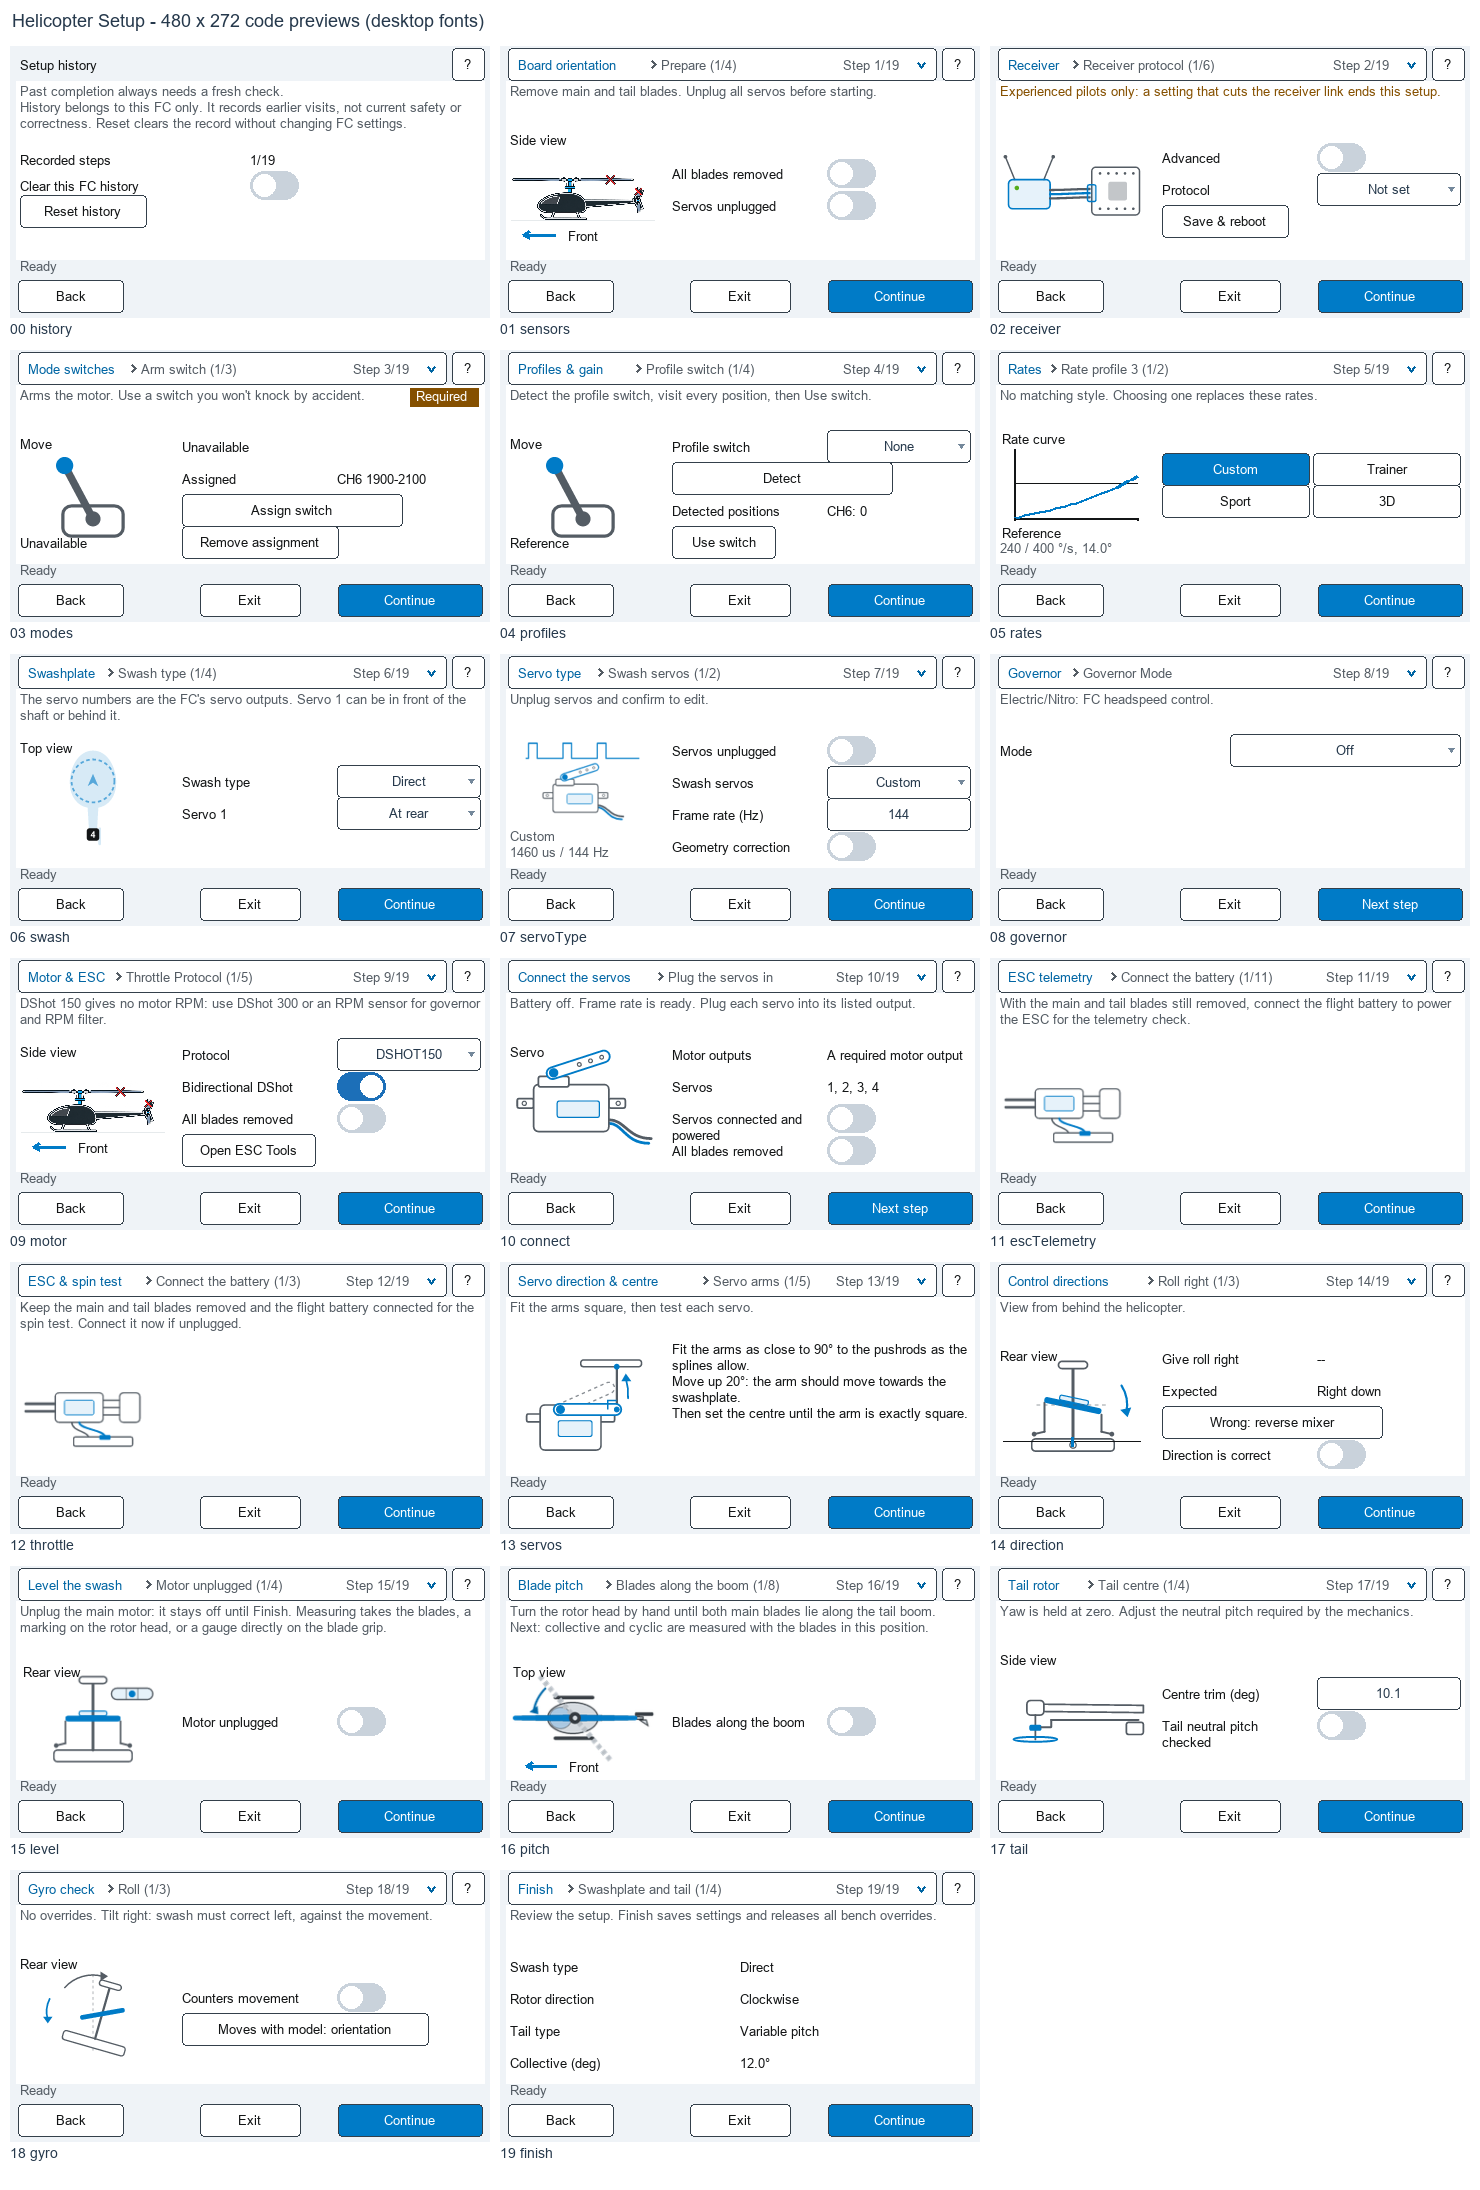 Helicopter Setup - 480 x 272 code previews (desktop fonts)
Setup history
?
Past completion always needs a fresh check.
History belongs to this FC only. It records earlier visits, not current safety or
correctness. Reset clears the record without changing FC settings.
Recorded steps 1/19
Clear this FC history
Reset history
Ready
Back
00 history
Board orientation > Prepare (1/4) Step 1/19 ?
Remove main and tail blades. Unplug all servos before starting.
Side view
All blades removed
Servos unplugged
Front
Ready
Back Exit Continue
01 sensors
Receiver > Receiver protocol (1/6) Step 2/19 ?
Experienced pilots only: a setting that cuts the receiver link ends this setup.
Advanced
Protocol Not set
Save & reboot
Ready
Back Exit Continue
02 receiver
Mode switches > Arm switch (1/3) Step 3/19 ?
Arms the motor. Use a switch you won't knock by accident. Required
Move
Unavailable
Assigned CH6 1900-2100
Assign switch
Remove assignment
Unavailable
Ready
Back Exit Continue
03 modes
Profiles & gain > Profile switch (1/4) Step 4/19 ?
Detect the profile switch, visit every position, then Use switch.
Move
Profile switch None
Detect
Detected positions CH6: 0
Use switch
Reference
Ready
Back Exit Continue
04 profiles
Rates > Rate profile 3 (1/2) Step 5/19 ?
No matching style. Choosing one replaces these rates.
Rate curve
Custom Trainer
Sport 3D
Reference
240 / 400 °/s, 14.0°
Ready
Back Exit Continue
05 rates
Swashplate > Swash type (1/4) Step 6/19 ?
The servo numbers are the FC's servo outputs. Servo 1 can be in front of the
shaft or behind it.
Top view
Swash type Direct
Servo 1 At rear
4
Ready
Back Exit Continue
06 swash
Servo type > Swash servos (1/2) Step 7/19 ?
Unplug servos and confirm to edit.
Servos unplugged
Swash servos Custom
Frame rate (Hz) 144
Geometry correction
Custom
1460 us / 144 Hz
Ready
Back Exit Continue
07 servoType
Governor > Governor Mode Step 8/19 ?
Electric/Nitro: FC headspeed control.
Mode Off
Ready
Back Exit Next step
08 governor
Motor & ESC > Throttle Protocol (1/5) Step 9/19 ?
DShot 150 gives no motor RPM: use DShot 300 or an RPM sensor for governor
and RPM filter.
Side view
Protocol DSHOT150
Bidirectional DShot
All blades removed
Open ESC Tools
Front
Ready
Back Exit Continue
09 motor
Connect the servos > Plug the servos in Step 10/19 ?
Battery off. Frame rate is ready. Plug each servo into its listed output.
Servo
Motor outputs A required motor output
Servos 1, 2, 3, 4
Servos connected and
powered
All blades removed
Ready
Back Exit Next step
10 connect
ESC telemetry > Connect the battery (1/11) Step 11/19 ?
With the main and tail blades still removed, connect the flight battery to power
the ESC for the telemetry check.
Ready
Back Exit Continue
11 escTelemetry
ESC & spin test > Connect the battery (1/3) Step 12/19 ?
Keep the main and tail blades removed and the flight battery connected for the
spin test. Connect it now if unplugged.
Ready
Back Exit Continue
12 throttle
Servo direction & centre > Servo arms (1/5) Step 13/19 ?
Fit the arms square, then test each servo.
Fit the arms as close to 90° to the pushrods as the
splines allow.
Move up 20°: the arm should move towards the
swashplate.
Then set the centre until the arm is exactly square.
Ready
Back Exit Continue
13 servos
Control directions > Roll right (1/3) Step 14/19 ?
View from behind the helicopter.
Rear view
Give roll right --
Expected Right down
Wrong: reverse mixer
Direction is correct
Ready
Back Exit Continue
14 direction
Level the swash > Motor unplugged (1/4) Step 15/19 ?
Unplug the main motor: it stays off until Finish. Measuring takes the blades, a
marking on the rotor head, or a gauge directly on the blade grip.
Rear view
Motor unplugged
Ready
Back Exit Continue
15 level
Blade pitch > Blades along the boom (1/8) Step 16/19 ?
Turn the rotor head by hand until both main blades lie along the tail boom.
Next: collective and cyclic are measured with the blades in this position.
Top view
Blades along the boom
Front
Ready
Back Exit Continue
16 pitch
Tail rotor > Tail centre (1/4) Step 17/19 ?
Yaw is held at zero. Adjust the neutral pitch required by the mechanics.
Side view
Centre trim (deg) 10.1
Tail neutral pitch
checked
Ready
Back Exit Continue
17 tail
Gyro check > Roll (1/3) Step 18/19 ?
No overrides. Tilt right: swash must correct left, against the movement.
Rear view
Counters movement
Moves with model: orientation
Ready
Back Exit Continue
18 gyro
Finish > Swashplate and tail (1/4) Step 19/19 ?
Review the setup. Finish saves settings and releases all bench overrides.
Swash type Direct
Rotor direction Clockwise
Tail type Variable pitch
Collective (deg) 12.0°
Ready
Back Exit Continue
19 finish